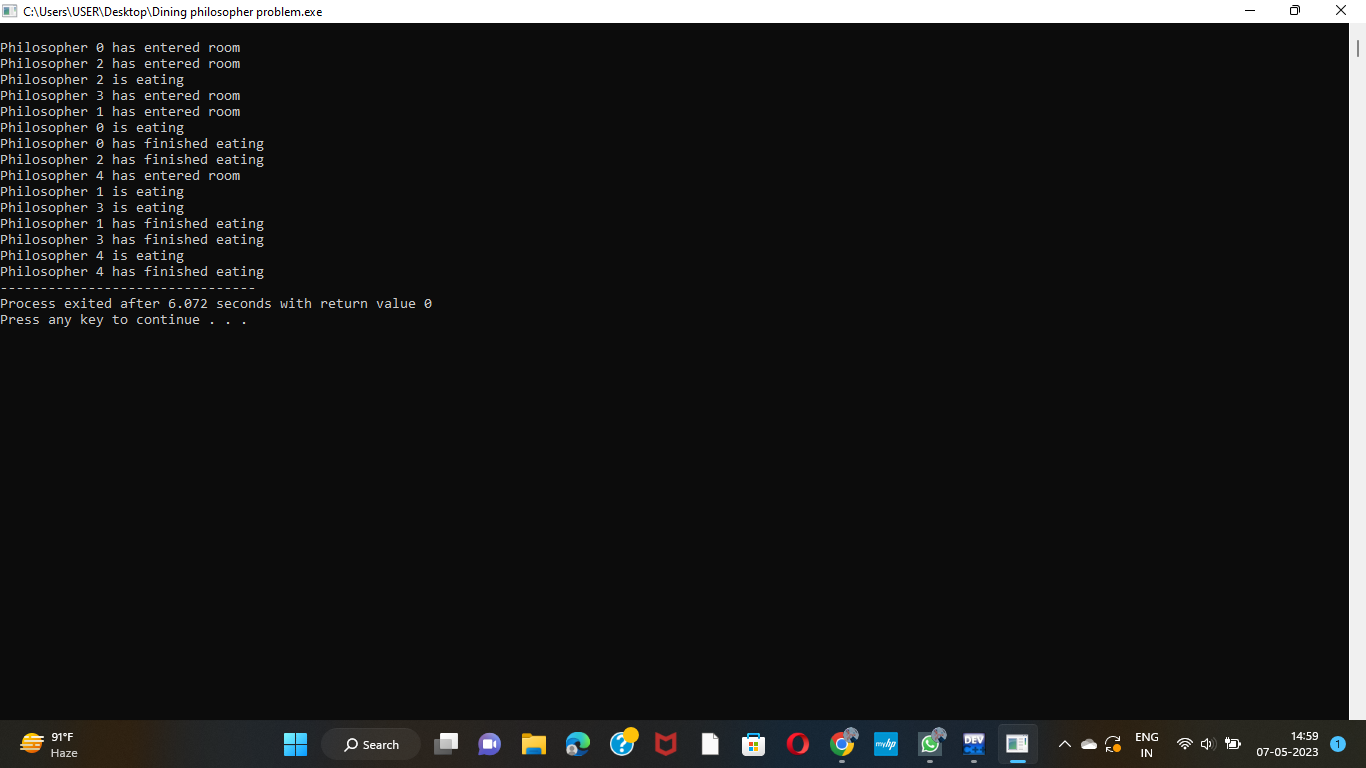 C:\Users\USER\Desktop\Dining philosopher problem.exe
Philosopher 0 has entered room
Philosopher 2 has entered room
Philosopher 2 is eating
Philosopher 3 has entered room
Philosopher 1 has entered room
Philosopher 0 is eating
Philosopher 0 has finished eating
Philosopher 2 has finished eating
Philosopher 4 has entered room
Philosopher 1 is eating
Philosopher 3 is eating
Philosopher 1 has finished eating
Philosopher 3 has finished eating
Philosopher 4 is eating
Philosopher 4 has finished eating
--------------------------------
Process exited after 6.072 seconds with return value 0
Press any key to continue . . .
91°F
Haze
Search
myhp
DEV
C++
ENG
IN
14:59
07-05-2023
1